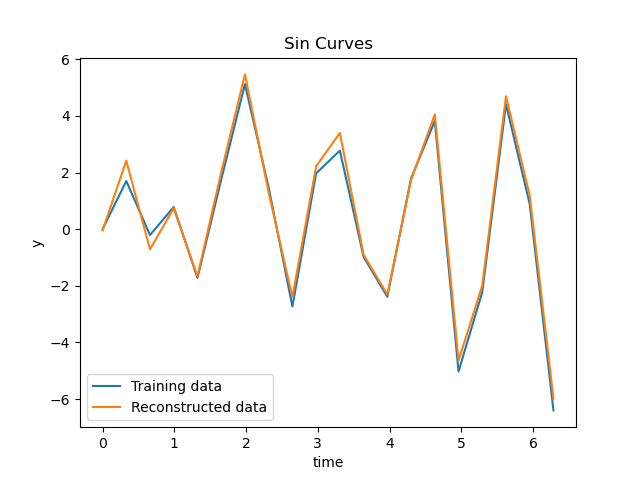 Sin Curves
6
4
2
0
−2
−4
−6
y
Training data
Reconstructed data
0 1 2 3 4 5 6
time